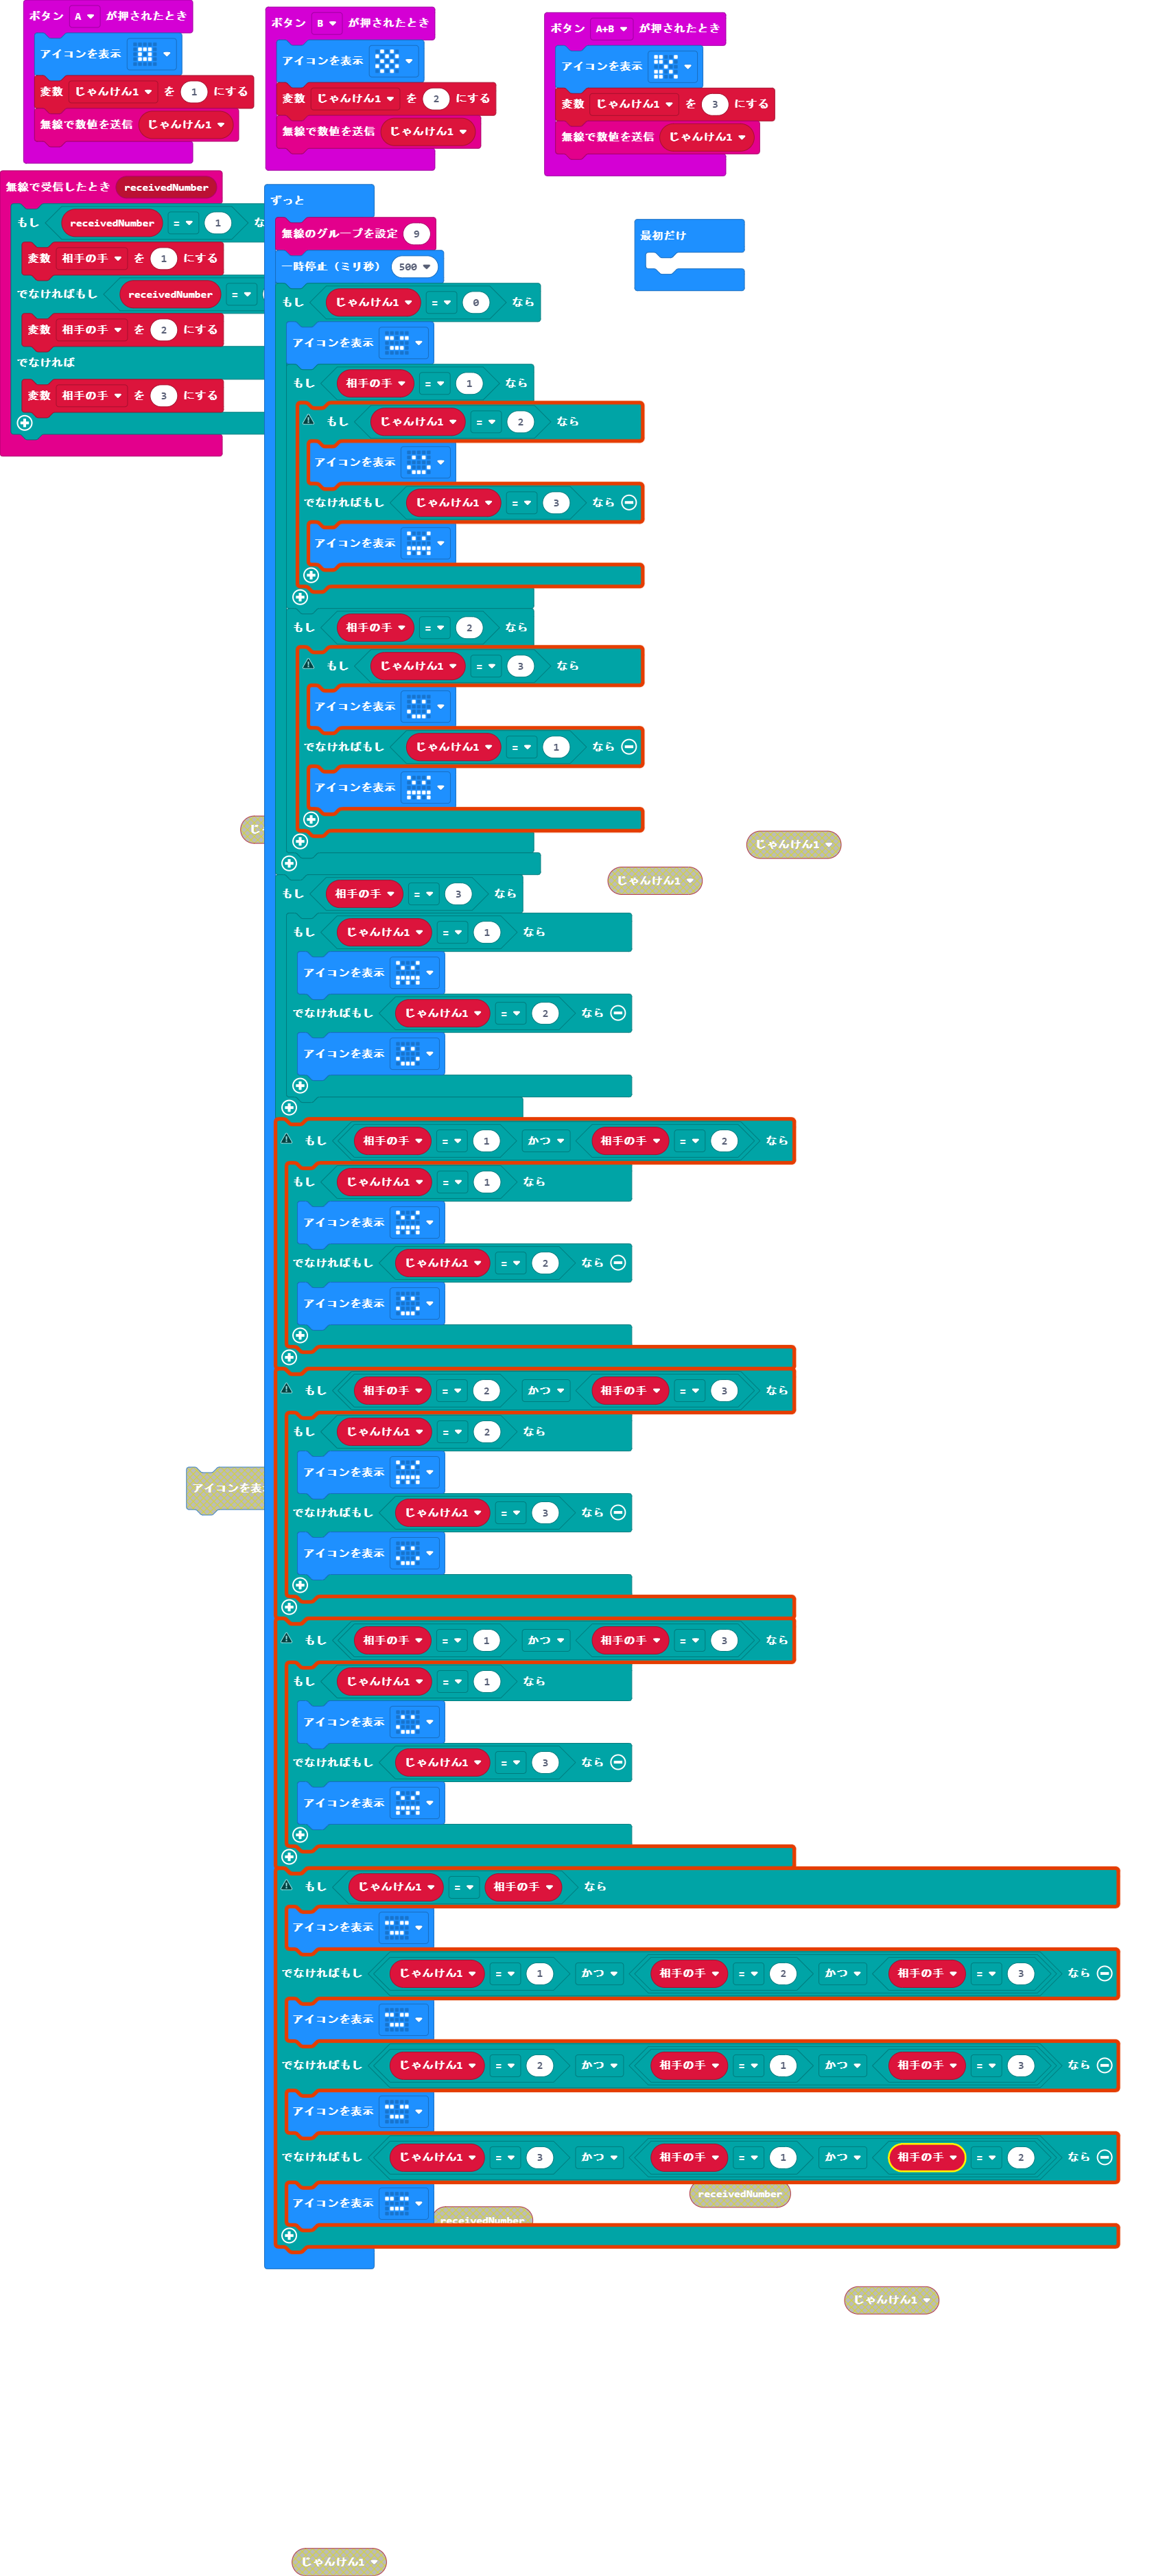 ボタン A が押されたとき
アイコンを表示
変数 じゃんけん1 を 1 にする
無線で数値を送信 じゃんけん1
ボタン B が押されたとき
アイコンを表示
変数 じゃんけん1 を 2 にする
無線で数値を送信 じゃんけん1
ボタン A+B が押されたとき
アイコンを表示
変数 じゃんけん1 を 3 にする
無線で数値を送信 じゃんけん1
無線で受信したとき receivedNumber
もし receivedNumber = 1 な
変数 相手の手 を 1 にする
でなければもし receivedNumber =
変数 相手の手 を 2 にする
でなければ
変数 相手の手 を 3 にする
最初だけ
ずっと
無線のグループを設定 9
一時停止（ミリ秒） 500
もし じゃんけん1 = 0 なら
アイコンを表示
もし 相手の手 = 1 なら
もし じゃんけん1 = 2 なら
アイコンを表示
でなければもし じゃんけん1 = 3 なら
アイコンを表示
もし 相手の手 = 2 なら
もし じゃんけん1 = 3 なら
アイコンを表示
でなければもし じゃんけん1 = 1 なら
アイコンを表示
じ
じゃんけん1
じゃんけん1
もし 相手の手 = 3 なら
もし じゃんけん1 = 1 なら
アイコンを表示
でなければもし じゃんけん1 = 2 なら
アイコンを表示
もし 相手の手 = 1 かつ 相手の手 = 2 なら
もし じゃんけん1 = 1 なら
アイコンを表示
でなければもし じゃんけん1 = 2 なら
アイコンを表示
もし 相手の手 = 2 かつ 相手の手 = 3 なら
もし じゃんけん1 = 2 なら
アイコンを表示
アイコンを表
でなければもし じゃんけん1 = 3 なら
アイコンを表示
もし 相手の手 = 1 かつ 相手の手 = 3 なら
もし じゃんけん1 = 1 なら
アイコンを表示
でなければもし じゃんけん1 = 3 なら
アイコンを表示
もし じゃんけん1 = 相手の手 なら
アイコンを表示
でなければもし じゃんけん1 = 1 かつ 相手の手 = 2 かつ 相手の手 = 3 なら
アイコンを表示
でなければもし じゃんけん1 = 2 かつ 相手の手 = 1 かつ 相手の手 = 3 なら
アイコンを表示
でなければもし じゃんけん1 = 3 かつ 相手の手 = 1 かつ 相手の手 = 2 なら
アイコンを表示
receivedNumber
receivedNumber
じゃんけん1
じゃんけん1